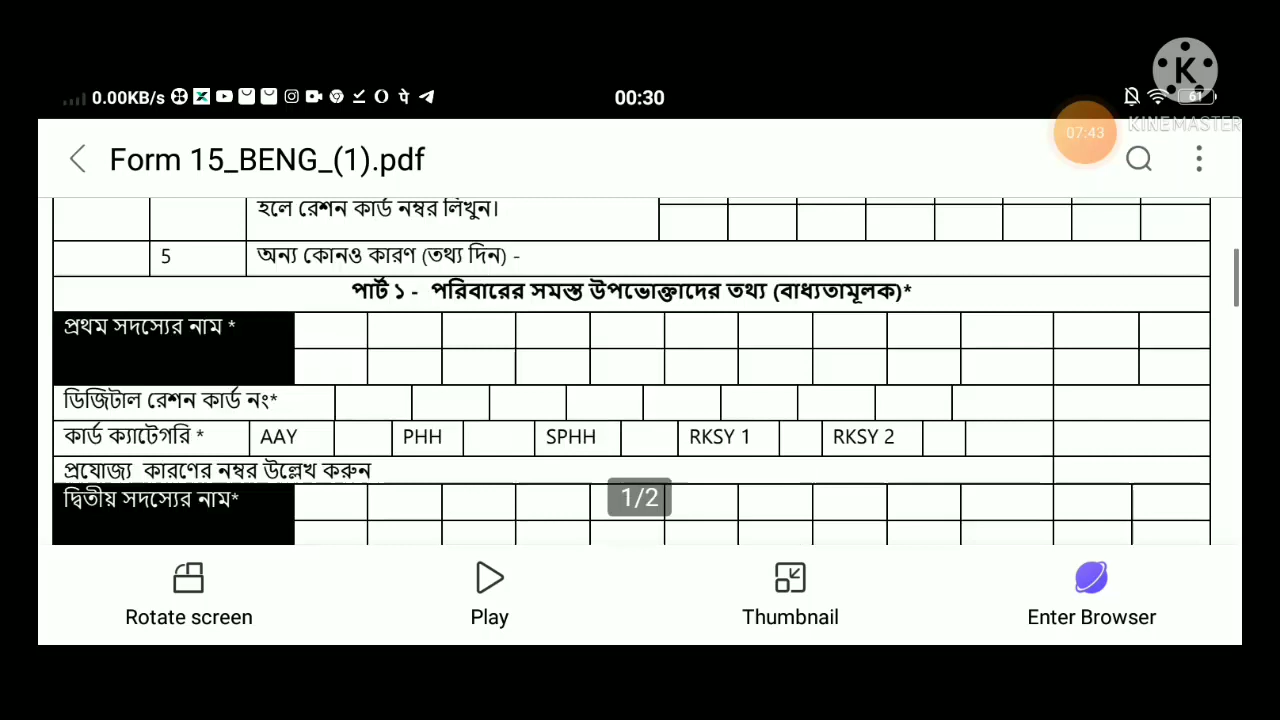 0.00KB/s
00:30
61
K
KINEMASTER
07:43
Form 15_BENG_(1).pdf
হলে রেশন কার্ড নম্বর লিখুন।
5 অন্য কোনও কারণ (তথ্য দিন) -
পার্ট ১ - পরিবারের সমস্ত উপভোক্তাদের তথ্য (বাধ্যতামূলক)*
প্রথম সদস্যের নাম *
ডিজিটাল রেশন কার্ড নং*
কার্ড ক্যাটেগরি * AAY PHH SPHH RKSY 1 RKSY 2
প্রযোজ্য কারণের নম্বর উল্লেখ করুন
দ্বিতীয় সদস্যের নাম*
1/2
Rotate screen Play Thumbnail Enter Browser